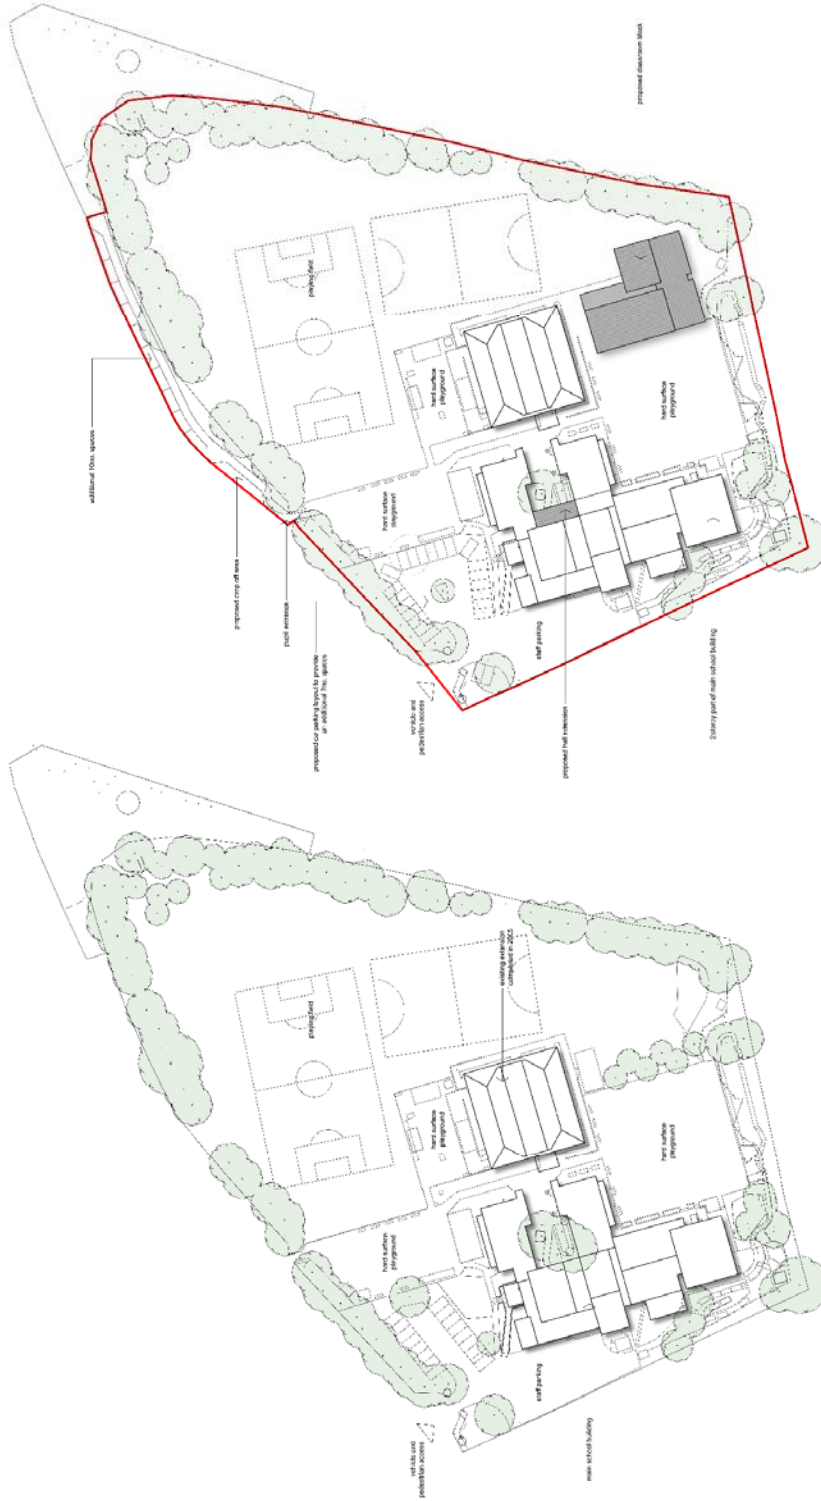 proposed classroom block
playing field
additional 10no. spaces
hard surface
playground
hard surface
playground
hard surface
playground
proposed drop off area
pupil entrance
proposed car parking layout to provide
an additional 7no. spaces
staff parking
vehicle and
pedestrian access
proposed hall extension
2 storey part of main school building
existing extension
completed in 2005
playing field
hard surface
playground
hard surface
playground
hard surface
playground
staff parking
vehicle and
pedestrian access
main school building